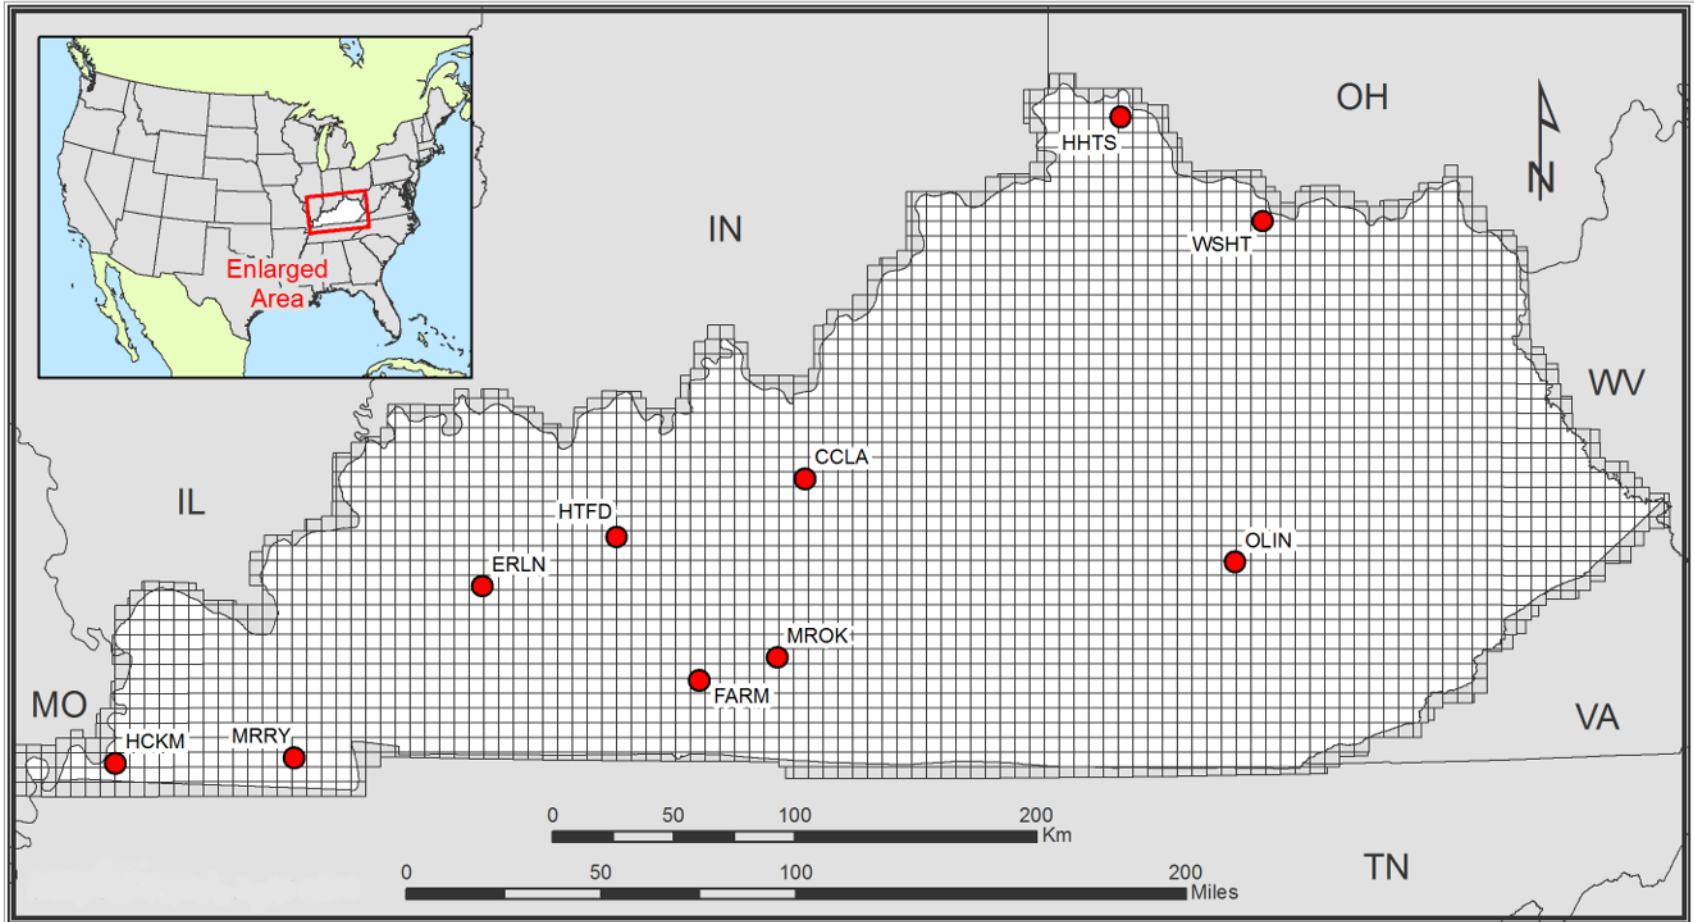 OH
HHTS
N
IN
WSHT
Enlarged
Area
WV
CCLA
IL
HTFD
OLIN
ERLN
MROK
FARM
MO
VA
HCKM
MRRY
0 50 100 200
Km
TN
0 50 100 200
Miles